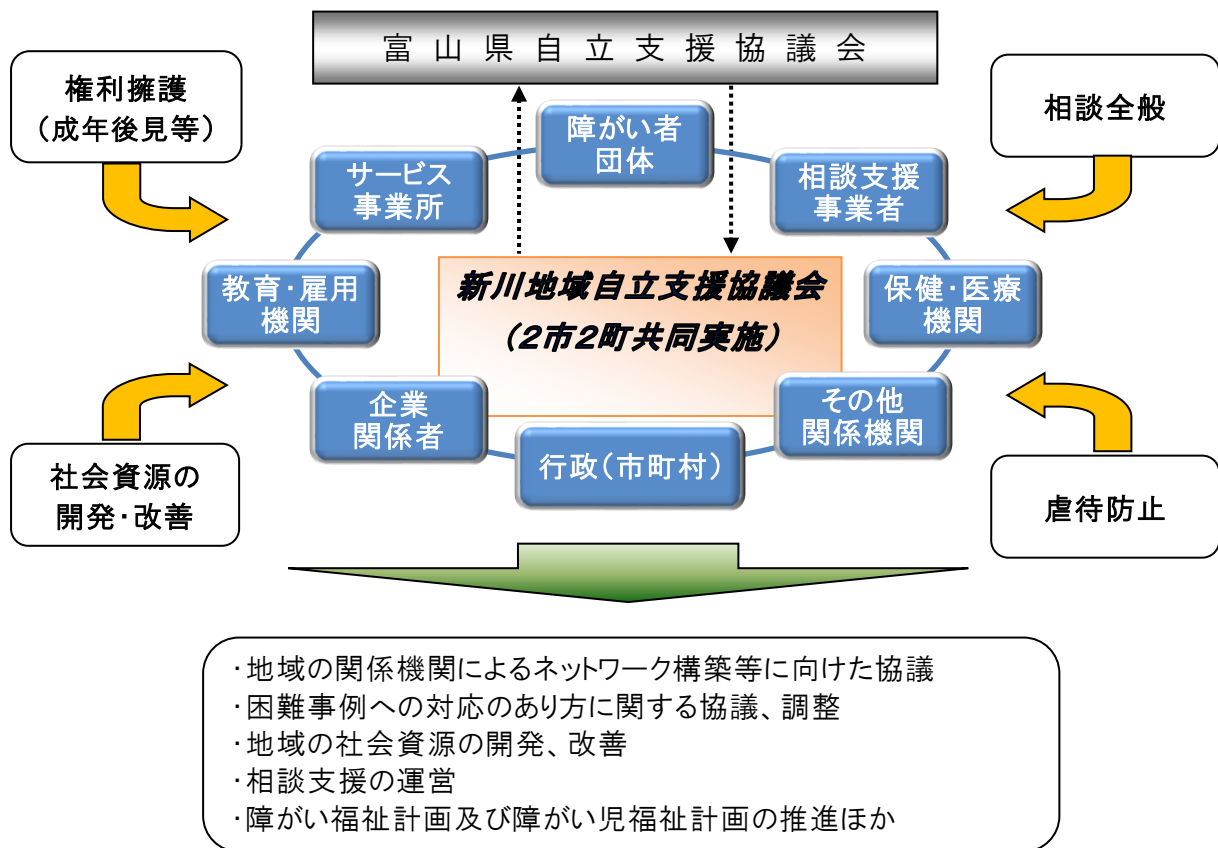 富山県自立支援協議会
権利擁護
（成年後見等）
相談全般
障がい者
団体
サービス
事業所
相談支援
事業者
教育・雇用
機関
新川地域自立支援協議会
（2市2町共同実施）
保健・医療
機関
企業
関係者
その他
関係機関
行政（市町村）
社会資源の
開発・改善
虐待防止
・地域の関係機関によるネットワーク構築等に向けた協議
・困難事例への対応のあり方に関する協議、調整
・地域の社会資源の開発、改善
・相談支援の運営
・障がい福祉計画及び障がい児福祉計画の推進ほか